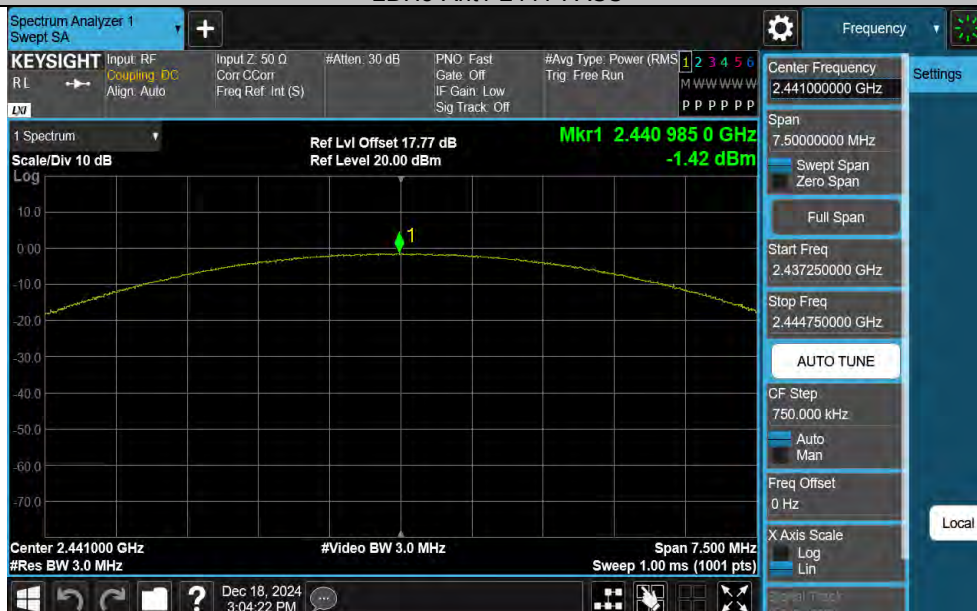 Spectrum Analyzer 1
Swept SA
Frequency
KEYSIGHT
Input: RF
Coupling: DC
Align: Auto
Input Z: 50 Ω
Corr CCorr
Freq Ref: Int (S)
#Atten: 30 dB
PNO: Fast
Gate: Off
IF Gain: Low
Sig Track: Off
#Avg Type: Power (RMS
Trig: Free Run
1 2 3 4 5 6
M W W W W W
P P P P P P
R L
LXI
Center Frequency
2.441000000 GHz
Settings
1 Spectrum
Scale/Div 10 dB
Log
Ref Lvl Offset 17.77 dB
Ref Level 20.00 dBm
Mkr1 2.440 985 0 GHz
-1.42 dBm
Span
7.50000000 MHz
Swept Span
Zero Span
Full Span
Start Freq
2.437250000 GHz
Stop Freq
2.444750000 GHz
AUTO TUNE
CF Step
750.000 kHz
Auto
Man
Freq Offset
0 Hz
X Axis Scale
Log
Lin
Signal Track
Local
10.0
0.00
-10.0
-20.0
-30.0
-40.0
-50.0
-60.0
-70.0
1
Center 2.441000 GHz
#Res BW 3.0 MHz
#Video BW 3.0 MHz
Span 7.500 MHz
Sweep 1.00 ms (1001 pts)
?
Dec 18, 2024
3:04:22 PM